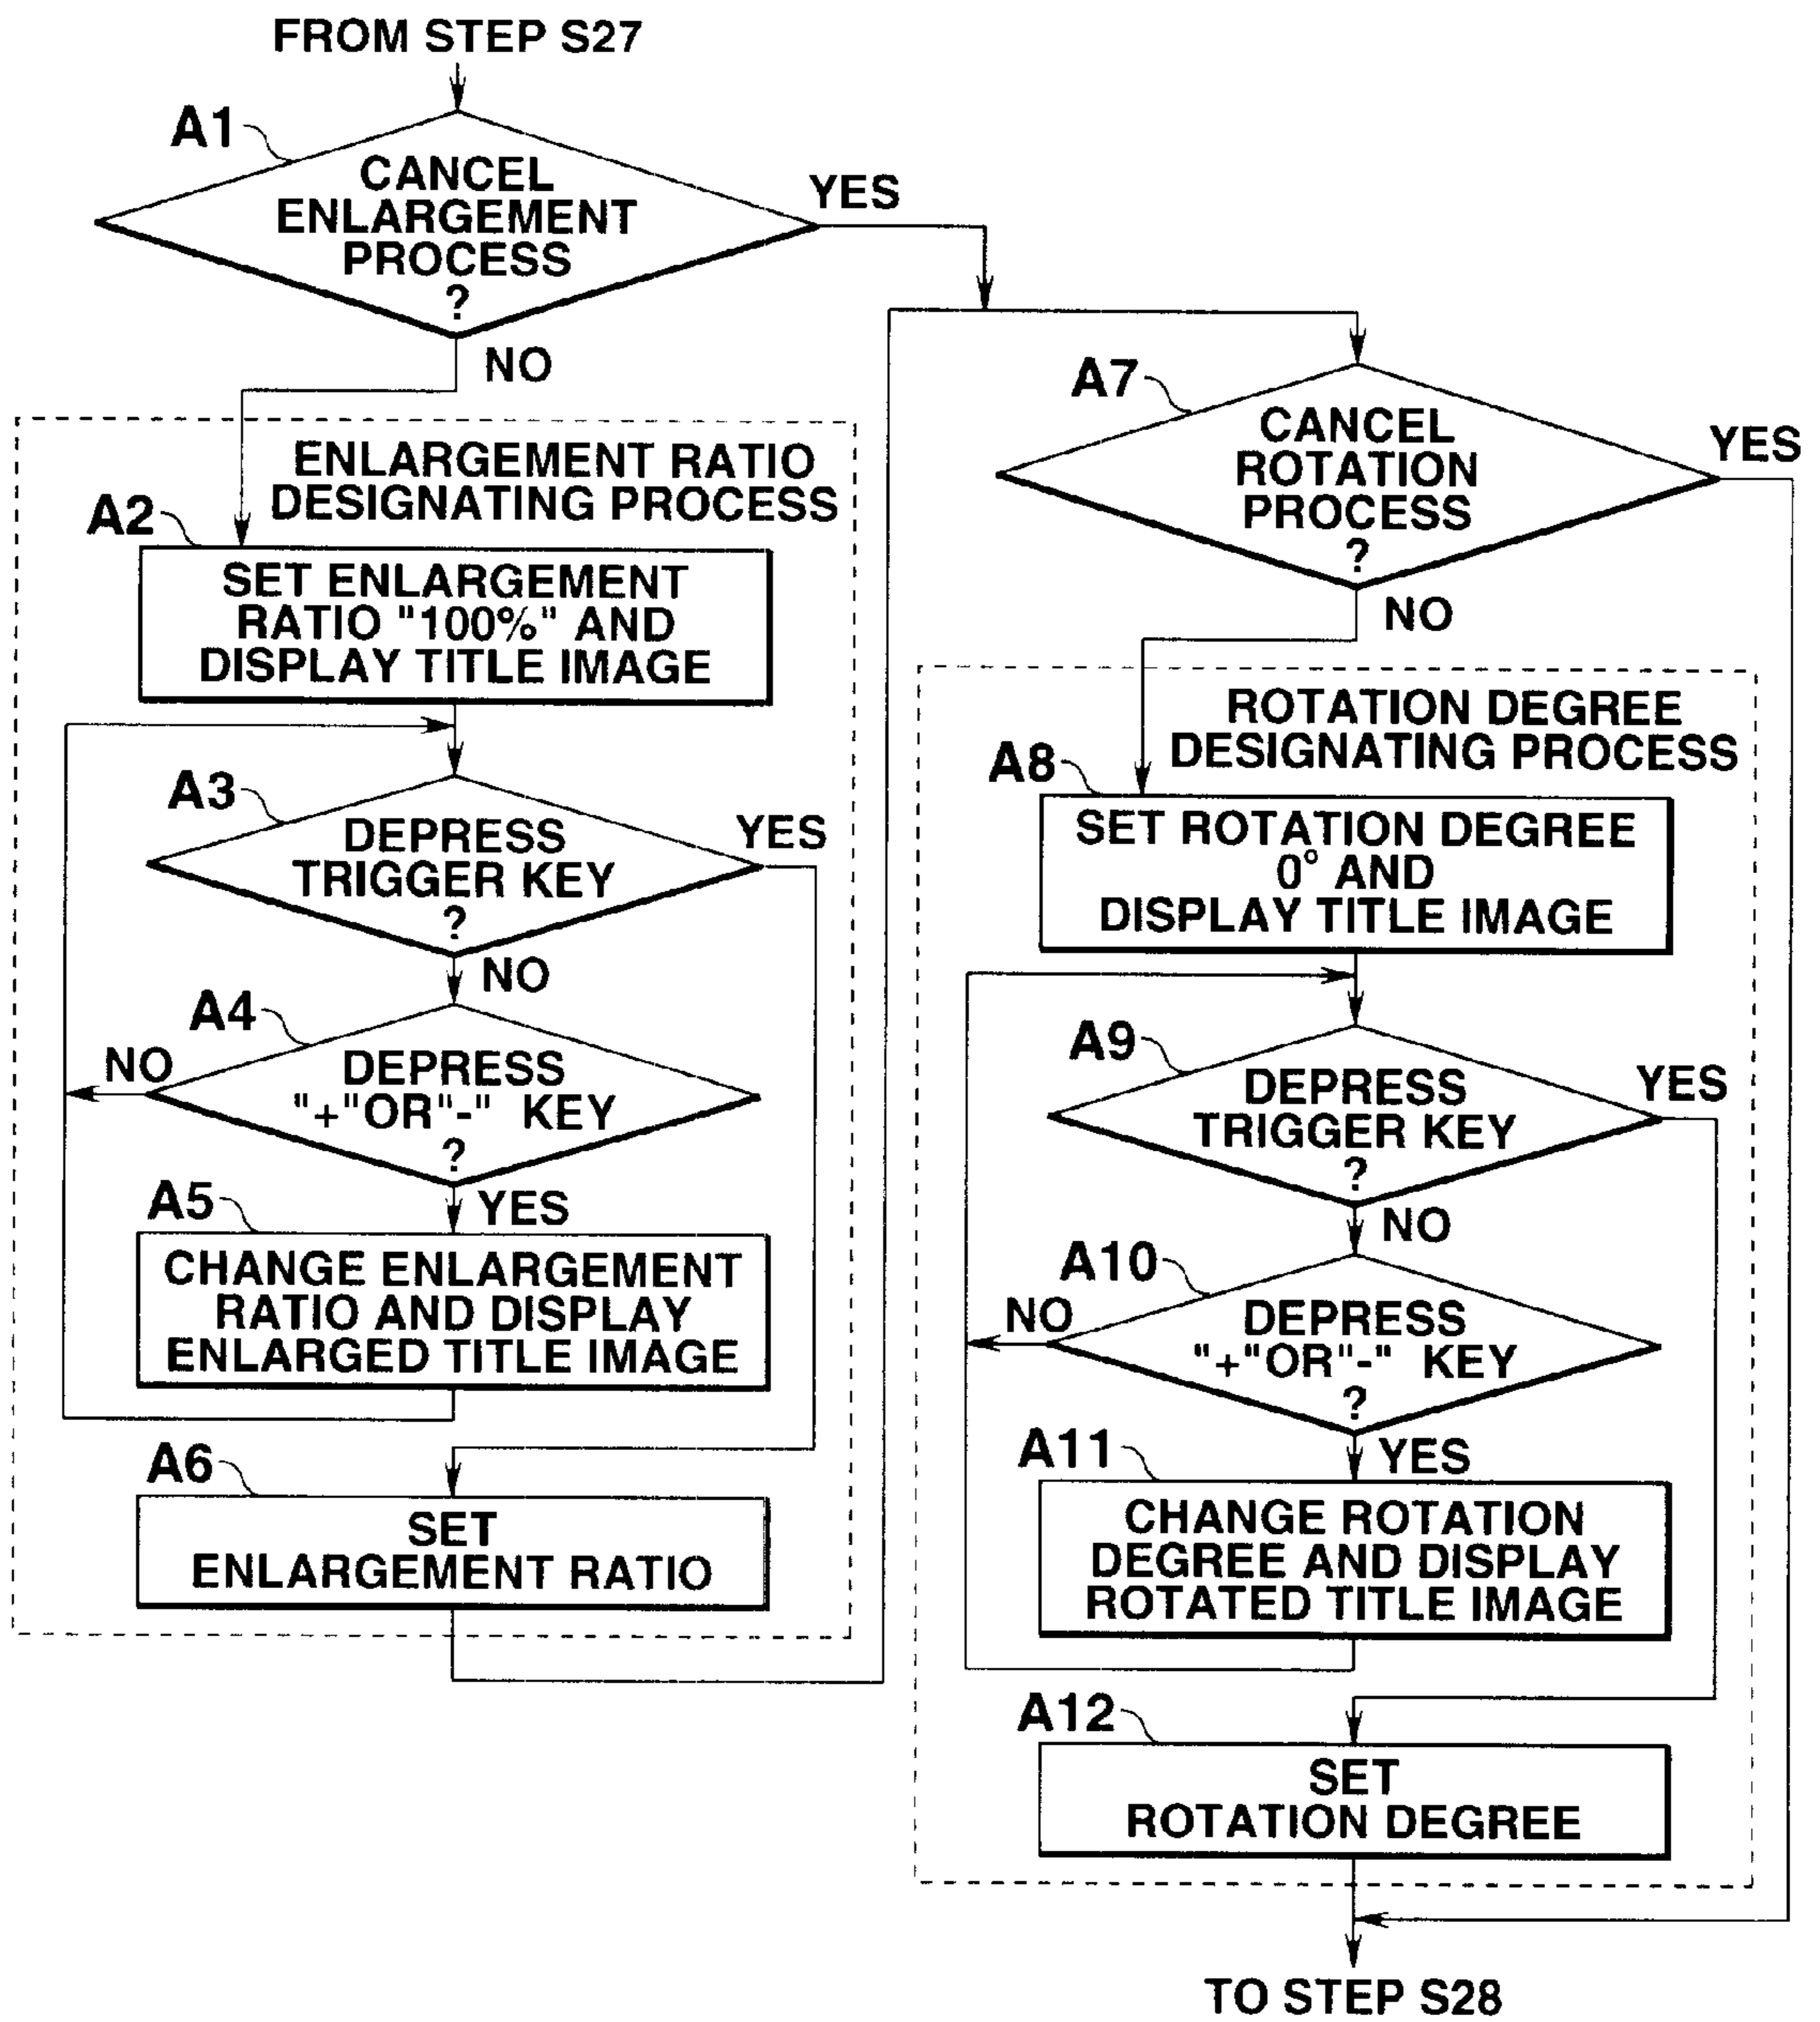 FROM STEP S27
A1
CANCEL
ENLARGEMENT
PROCESS
?
YES
NO
ENLARGEMENT RATIO
DESIGNATING PROCESS
A2
SET ENLARGEMENT
RATIO "100%" AND
DISPLAY TITLE IMAGE
A3
DEPRESS
TRIGGER KEY
?
YES
NO
A4
DEPRESS
"+"OR"-" KEY
?
NO
YES
A5
CHANGE ENLARGEMENT
RATIO AND DISPLAY
ENLARGED TITLE IMAGE
A6
SET
ENLARGEMENT RATIO
A7
CANCEL
ROTATION
PROCESS
?
YES
NO
ROTATION DEGREE
DESIGNATING PROCESS
A8
SET ROTATION DEGREE
0° AND
DISPLAY TITLE IMAGE
A9
DEPRESS
TRIGGER KEY
?
YES
NO
A10
DEPRESS
"+"OR"-" KEY
?
NO
YES
A11
CHANGE ROTATION
DEGREE AND DISPLAY
ROTATED TITLE IMAGE
A12
SET
ROTATION DEGREE
TO STEP S28